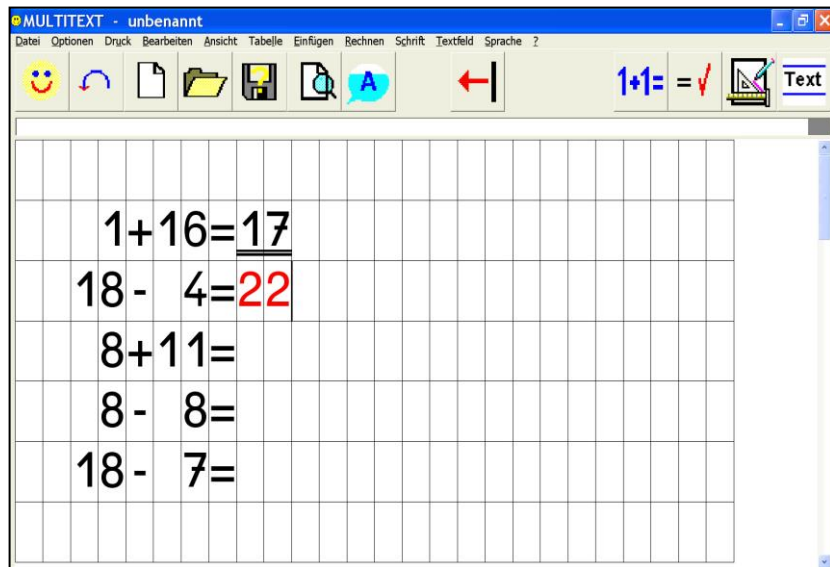 MULTITEXT - unbenannt
Datei Optionen Druck Bearbeiten Ansicht Tabelle Einfügen Rechnen Schrift Textfeld Sprache ?
A 1+1= =√ Text
1+16=17
18- 4=22
8+11=
8- 8=
18- 7=